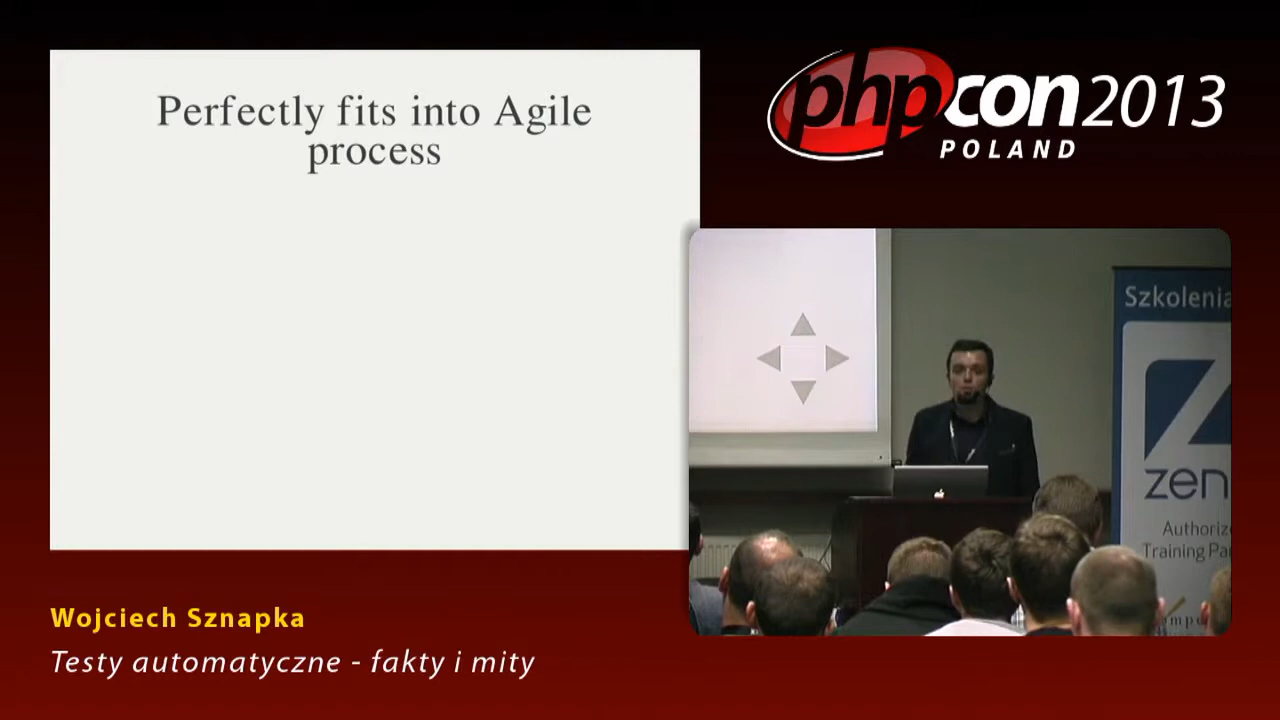 Perfectly fits into Agile
process
phpcon2013
POLAND
Szkolenia
zen
Authoriz
Training Pa
Wojciech Sznapka
Testy automatyczne - fakty i mity